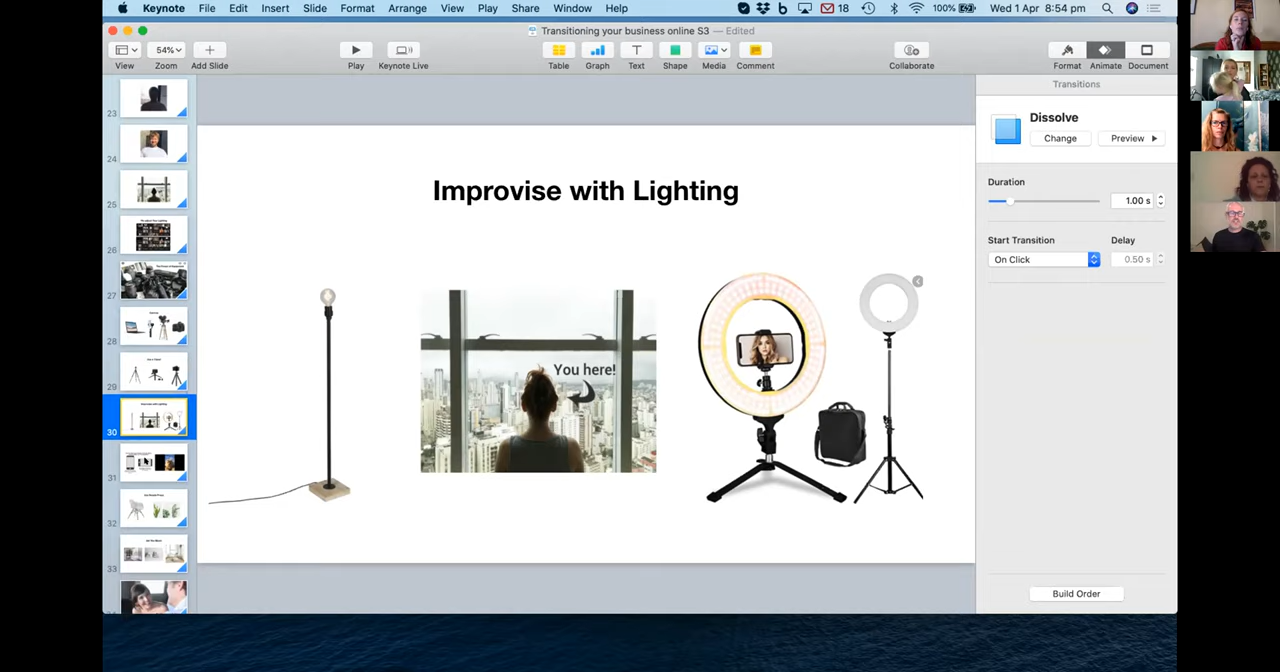 Keynote File Edit Insert Slide Format Arrange View Play Share Window Help 18 100% Wed 1 Apr 8:54 pm
Transitioning your business online S3 — Edited
54%
View Zoom Add Slide Play Keynote Live Table Graph Text Shape Media Comment Collaborate Format Animate Document
Transitions
Dissolve
Change Preview
Duration
1.00 s
Start Transition Delay
On Click 0.50 s
Build Order
23
24
25
26
27
28
29
30
31
32
33
Improvise with Lighting
You here!